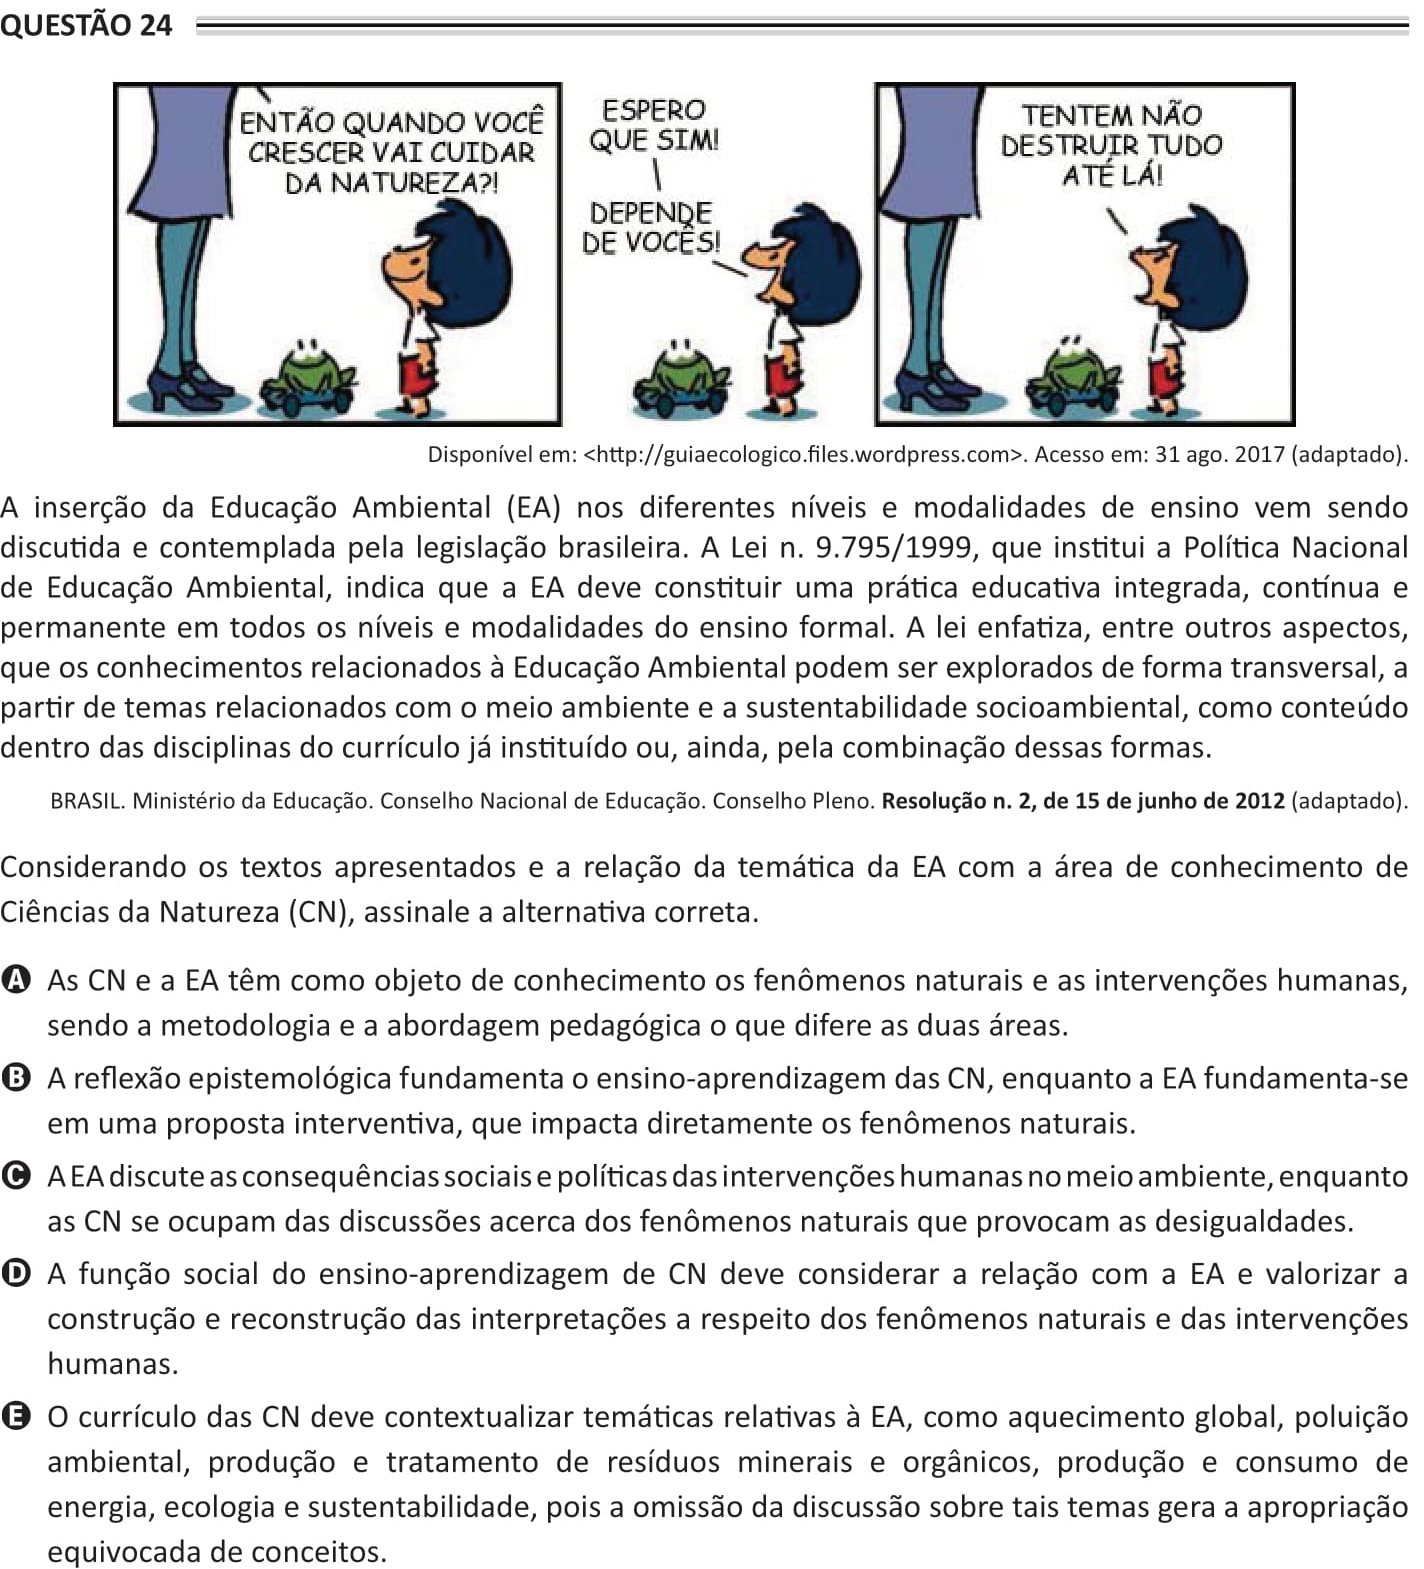 QUESTÃO 24
ENTÃO QUANDO VOCÊ
CRESCER VAI CUIDAR
DA NATUREZA?!
ESPERO
QUE SIM!
DEPENDE
DE VOCÊS!
TENTEM NÃO
DESTRUIR TUDO
ATÉ LÁ!
Disponível em: <http://guiaecologico.files.wordpress.com>. Acesso em: 31 ago. 2017 (adaptado).
A inserção da Educação Ambiental (EA) nos diferentes níveis e modalidades de ensino vem sendo
discutida e contemplada pela legislação brasileira. A Lei n. 9.795/1999, que institui a Política Nacional
de Educação Ambiental, indica que a EA deve constituir uma prática educativa integrada, contínua e
permanente em todos os níveis e modalidades do ensino formal. A lei enfatiza, entre outros aspectos,
que os conhecimentos relacionados à Educação Ambiental podem ser explorados de forma transversal, a
partir de temas relacionados com o meio ambiente e a sustentabilidade socioambiental, como conteúdo
dentro das disciplinas do currículo já instituído ou, ainda, pela combinação dessas formas.
BRASIL. Ministério da Educação. Conselho Nacional de Educação. Conselho Pleno. Resolução n. 2, de 15 de junho de 2012 (adaptado).
Considerando os textos apresentados e a relação da temática da EA com a área de conhecimento de
Ciências da Natureza (CN), assinale a alternativa correta.
A As CN e a EA têm como objeto de conhecimento os fenômenos naturais e as intervenções humanas,
sendo a metodologia e a abordagem pedagógica o que difere as duas áreas.
B A reflexão epistemológica fundamenta o ensino-aprendizagem das CN, enquanto a EA fundamenta-se
em uma proposta interventiva, que impacta diretamente os fenômenos naturais.
C A EA discute as consequências sociais e políticas das intervenções humanas no meio ambiente, enquanto
as CN se ocupam das discussões acerca dos fenômenos naturais que provocam as desigualdades.
D A função social do ensino-aprendizagem de CN deve considerar a relação com a EA e valorizar a
construção e reconstrução das interpretações a respeito dos fenômenos naturais e das intervenções
humanas.
E O currículo das CN deve contextualizar temáticas relativas à EA, como aquecimento global, poluição
ambiental, produção e tratamento de resíduos minerais e orgânicos, produção e consumo de
energia, ecologia e sustentabilidade, pois a omissão da discussão sobre tais temas gera a apropriação
equivocada de conceitos.